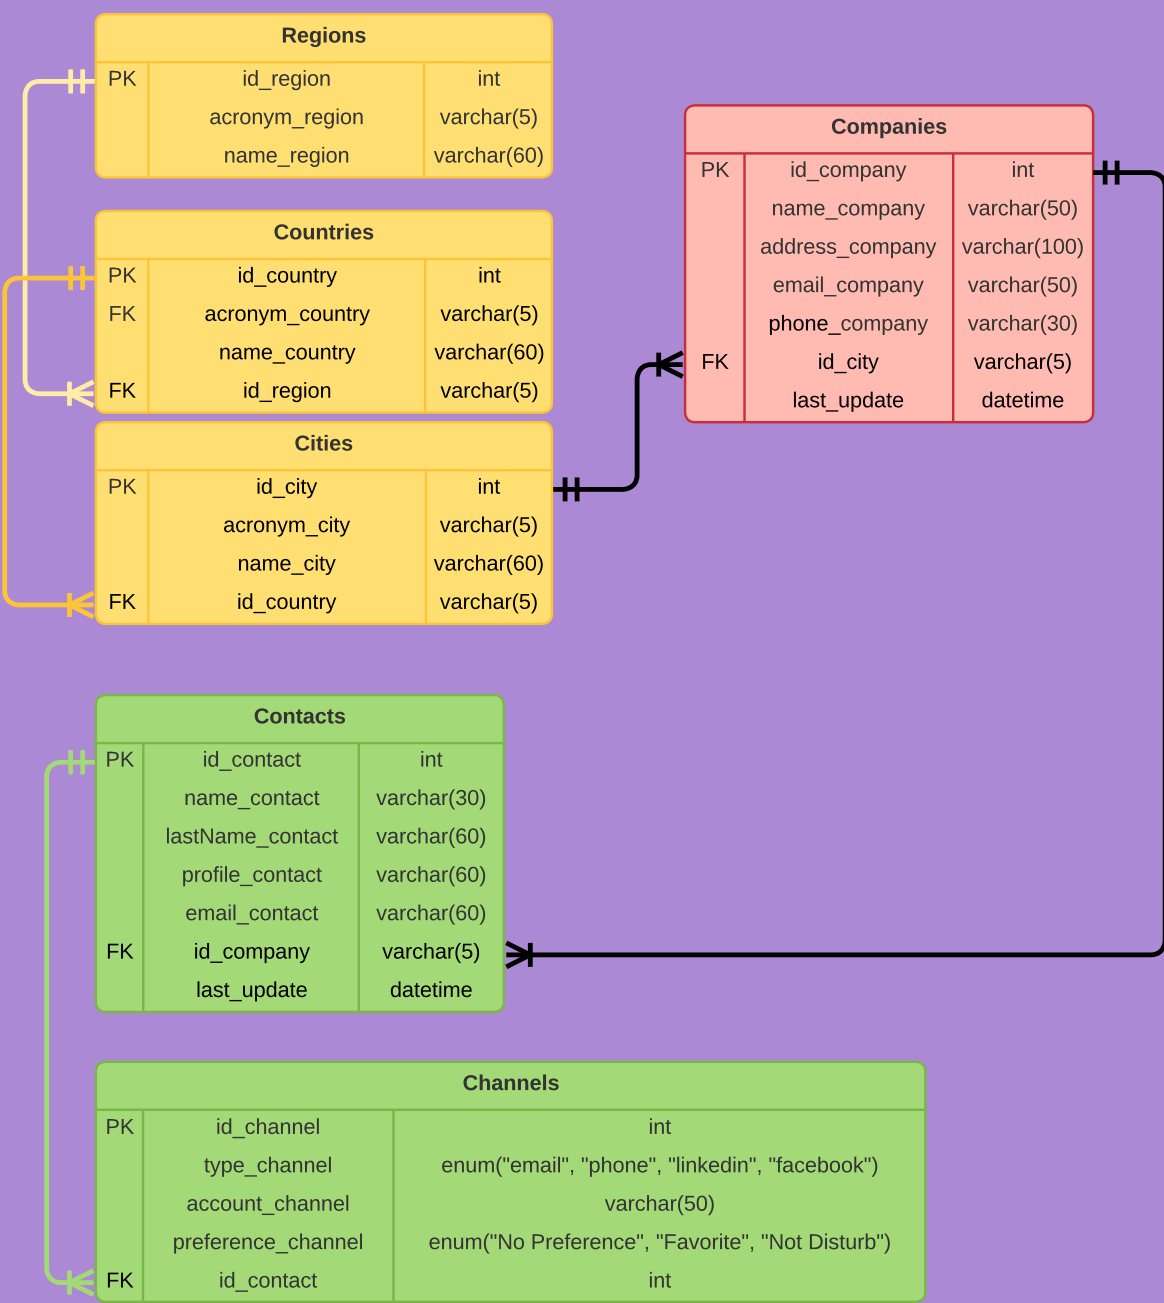 Regions
PK id_region int
acronym_region varchar(5)
name_region varchar(60)
Countries
PK id_country int
FK acronym_country varchar(5)
name_country varchar(60)
FK id_region varchar(5)
Cities
PK id_city int
acronym_city varchar(5)
name_city varchar(60)
FK id_country varchar(5)
Companies
PK id_company int
name_company varchar(50)
address_company varchar(100)
email_company varchar(50)
phone_company varchar(30)
FK id_city varchar(5)
last_update datetime
Contacts
PK id_contact int
name_contact varchar(30)
lastName_contact varchar(60)
profile_contact varchar(60)
email_contact varchar(60)
FK id_company varchar(5)
last_update datetime
Channels
PK id_channel int
type_channel enum("email", "phone", "linkedin", "facebook")
account_channel varchar(50)
preference_channel enum("No Preference", "Favorite", "Not Disturb")
FK id_contact int